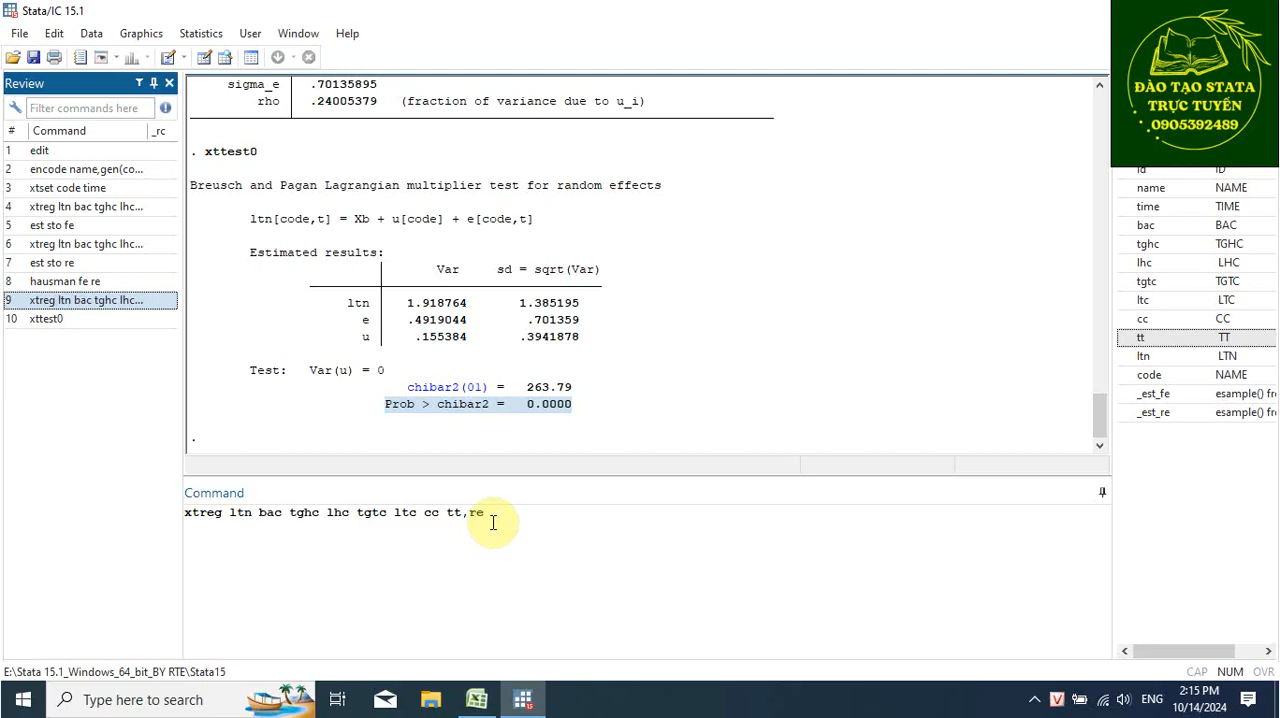 Stata/IC 15.1
File Edit Data Graphics Statistics User Window Help
Review
Filter commands here
# Command _rc
1 edit
2 encode name,gen(co...
3 xtset code time
4 xtreg ltn bac tghc lhc...
5 est sto fe
6 xtreg ltn bac tghc lhc...
7 est sto re
8 hausman fe re
9 xtreg ltn bac tghc lhc...
10 xttest0
sigma_e .70135895
rho .24005379 (fraction of variance due to u_i)
. xttest0
Breusch and Pagan Lagrangian multiplier test for random effects
ltn[code,t] = Xb + u[code] + e[code,t]
Estimated results:
Var sd = sqrt(Var)
ltn 1.918764 1.385195
e .4919044 .701359
u .155384 .3941878
Test: Var(u) = 0
chibar2(01) = 263.79
Prob > chibar2 = 0.0000
.
Command
xtreg ltn bac tghc lhc tgtc ltc cc tt,re
ĐÀO TẠO STATA
TRỰC TUYẾN
0905392489
id ID
name NAME
time TIME
bac BAC
tghc TGHC
lhc LHC
tgtc TGTC
ltc LTC
cc CC
tt TT
ltn LTN
code NAME
_est_fe esample() fro
_est_re esample() fro
E:\Stata 15.1_Windows_64_bit_BY RTE\Stata15
CAP NUM OVR
Type here to search
ENG
2:15 PM
10/14/2024